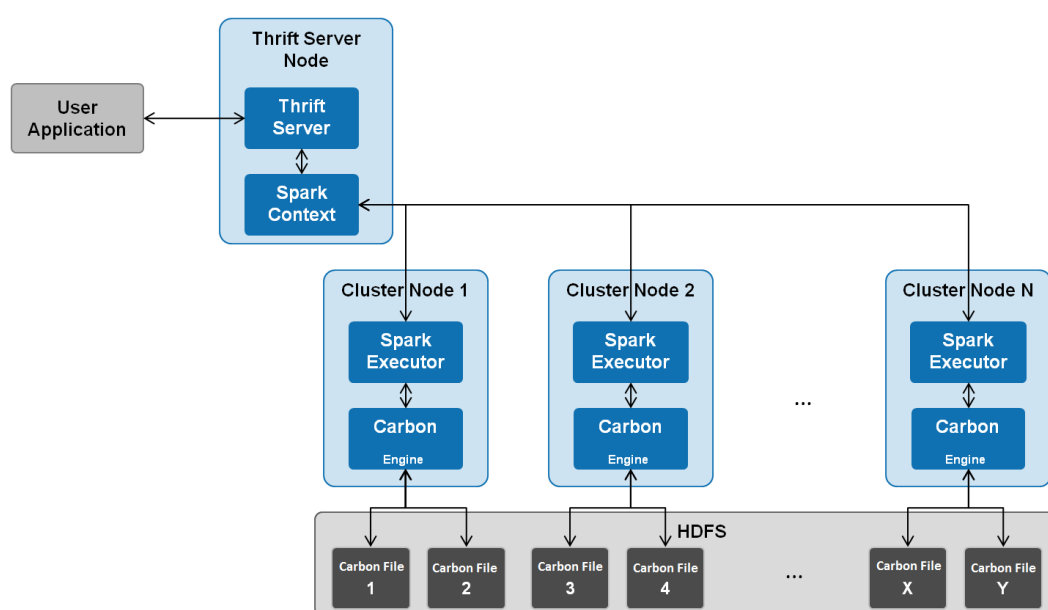 Thrift Server
Node
User
Application
Thrift
Server
Spark
Context
Cluster Node 1
Cluster Node 2
Cluster Node N
Spark
Executor
Spark
Executor
Spark
Executor
...
Carbon
Engine
Carbon
Engine
Carbon
Engine
HDFS
Carbon File
1
Carbon File
2
Carbon File
3
Carbon File
4
...
Carbon File
X
Carbon File
Y